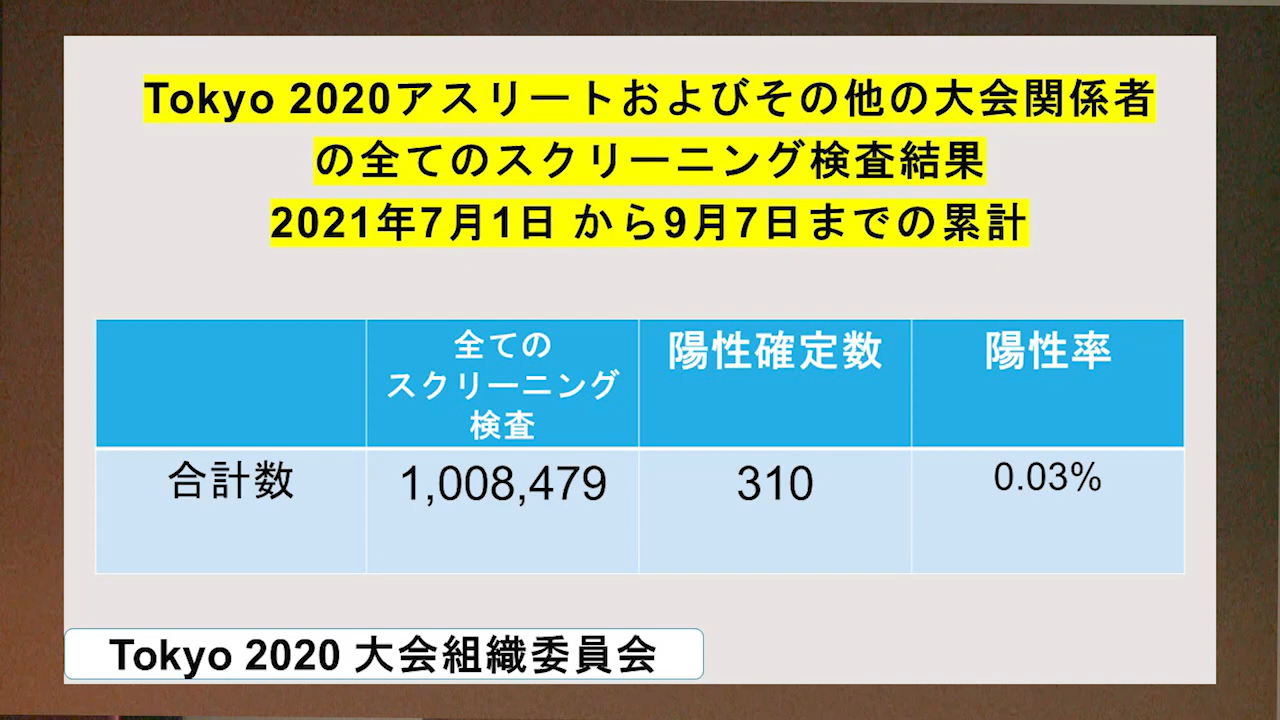 Tokyo 2020アスリートおよびその他の大会関係者
の全てのスクリーニング検査結果
2021年7月1日 から9月7日までの累計
全ての
スクリーニング
検査
陽性確定数
陽性率
合計数
1,008,479
310
0.03%
Tokyo 2020 大会組織委員会